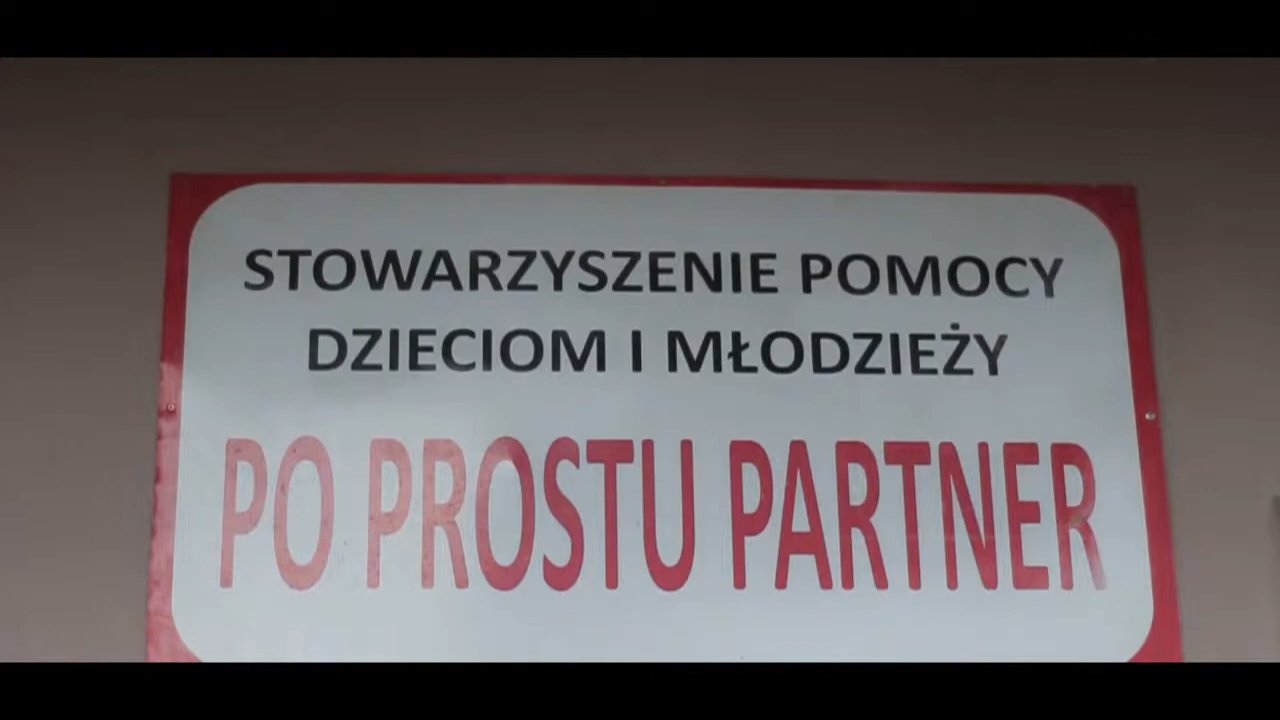 STOWARZYSZENIE POMOCY
DZIECIOM I MŁODZIEŻY
PO PROSTU PARTNER